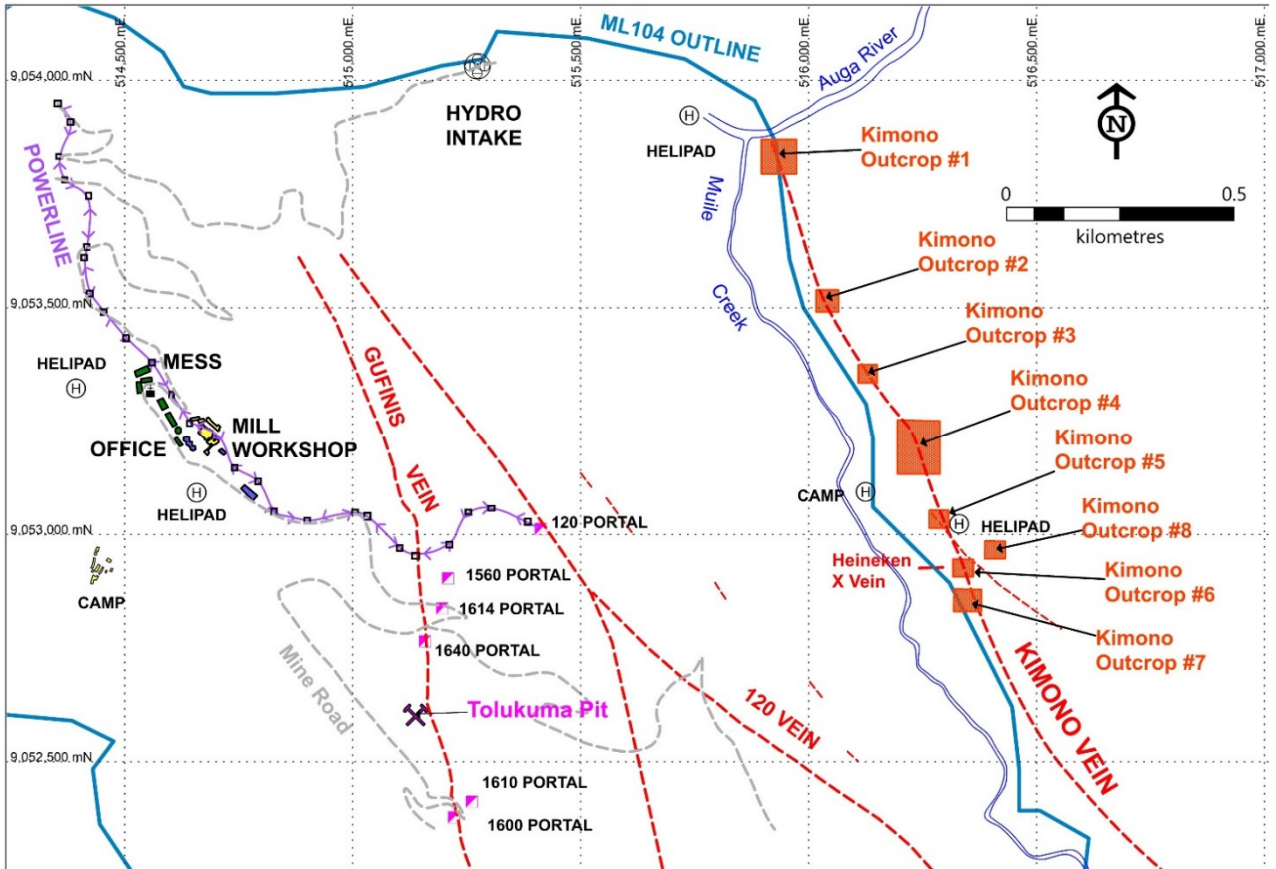 514,500 mE
515,000 mE
515,500 mE
516,000 mE
516,500 mE
517,000 mE
ML104 OUTLINE
Auga River
9,054,000 mN
H
HYDRO
INTAKE
H
HELIPAD
Kimono
Outcrop #1
N
POWERLINE
Muile
Creek
0
0.5
kilometres
Kimono
Outcrop #2
9,053,500 mN
Kimono
Outcrop #3
HELIPAD
H
MESS
GUFINIS
VEIN
Kimono
Outcrop #4
MILL
OFFICE
WORKSHOP
Kimono
Outcrop #5
H
HELIPAD
CAMP
H
9,053,000 mN
120 PORTAL
H
HELIPAD
Kimono
Outcrop #8
Heineken
X Vein
CAMP
1560 PORTAL
Kimono
Outcrop #6
1614 PORTAL
1640 PORTAL
Kimono
Outcrop #7
Mine Road
Tolukuma Pit
120 VEIN
KIMONO VEIN
9,052,500 mN
1610 PORTAL
1600 PORTAL